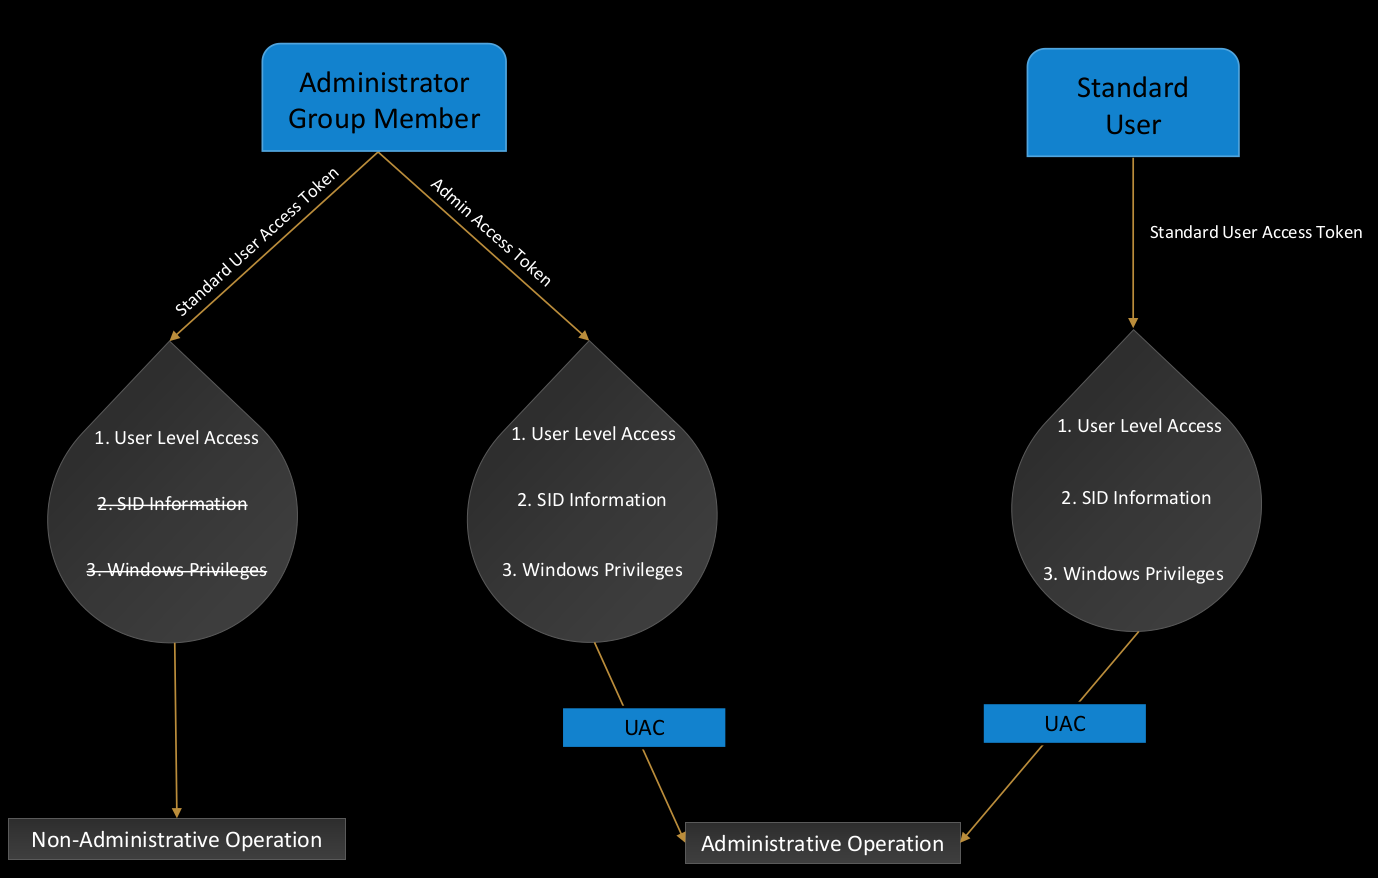 Administrator
Group Member
Standard
User
Standard User Access Token
Admin Access Token
Standard User Access Token
1. User Level Access
2. SID Information
3. Windows Privileges
1. User Level Access
2. SID Information
3. Windows Privileges
1. User Level Access
2. SID Information
3. Windows Privileges
UAC
UAC
Non-Administrative Operation
Administrative Operation